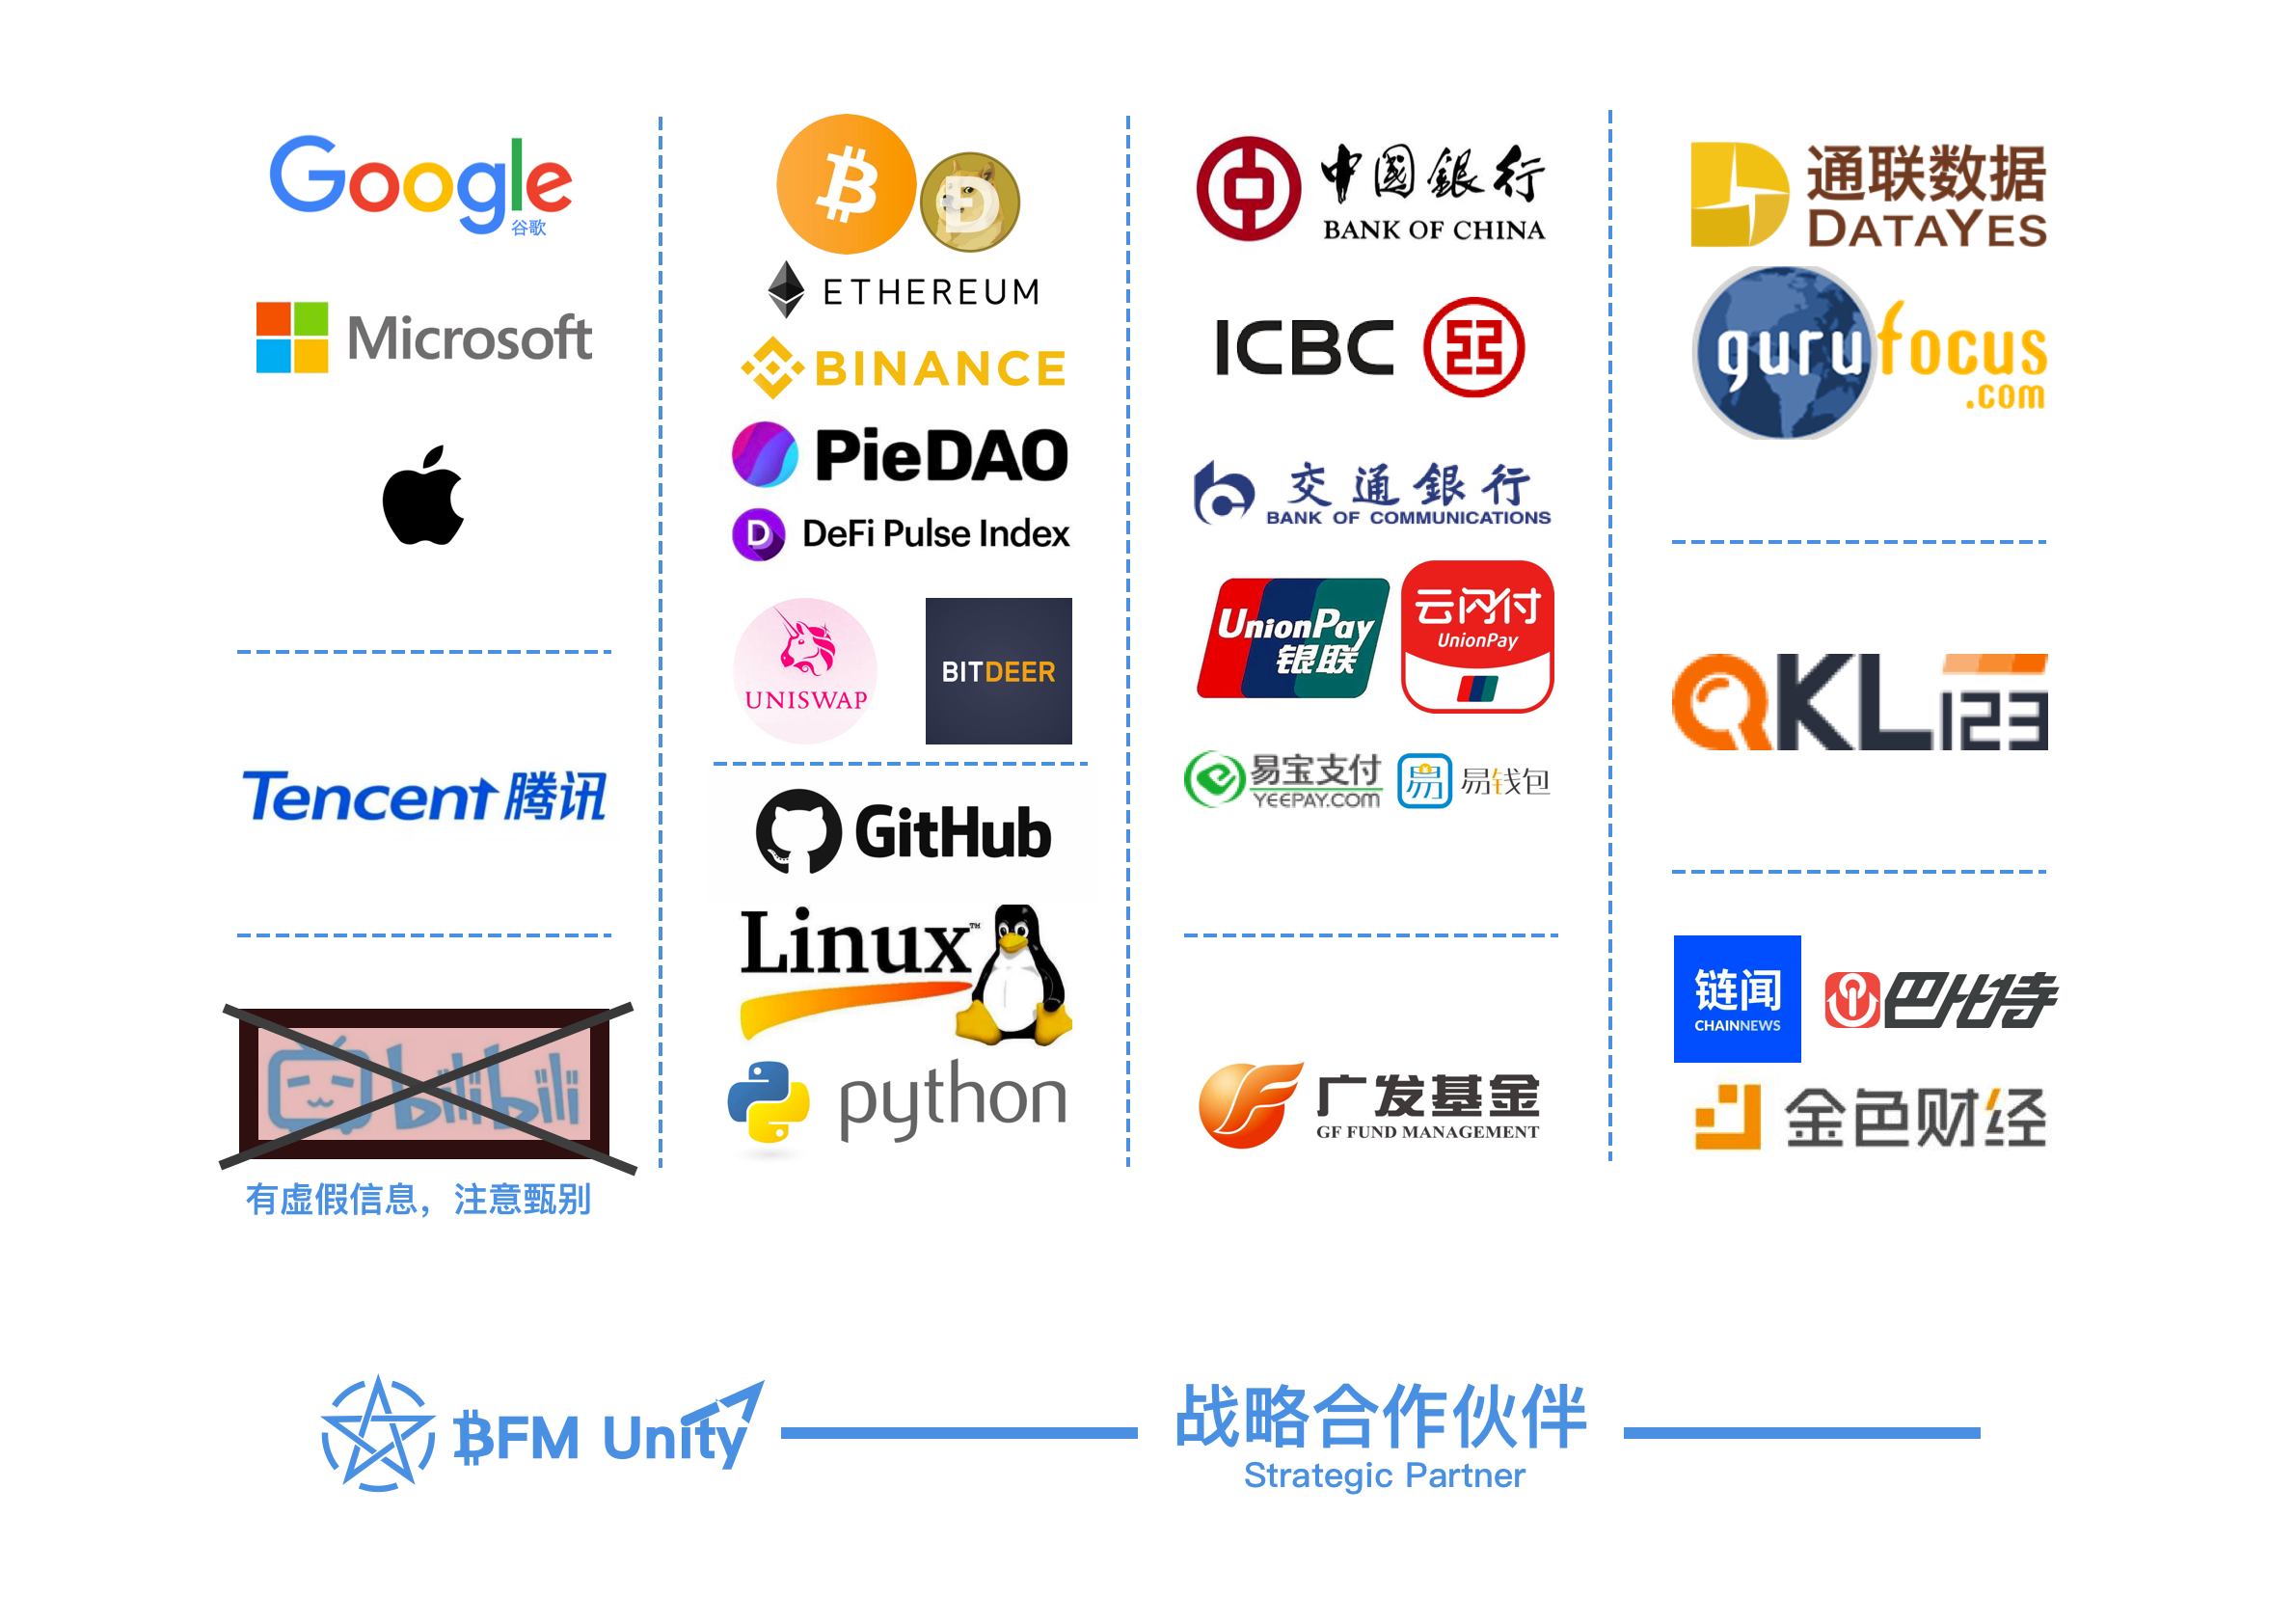 Google
谷歌
Microsoft
Tencent 腾讯
bilibili
有虚假信息，注意甄别
ETHEREUM
BINANCE
PieDAO
D DeFi Pulse Index
UNISWAP
BITDEER
GitHub
Linux™
python
中國銀行
BANK OF CHINA
ICBC
交通銀行
BANK OF COMMUNICATIONS
UnionPay
银联
云闪付
UnionPay
易宝支付
YEEPAY.COM
易 易钱包
广发基金
GF FUND MANAGEMENT
通联数据
DATAYES
gurufocus
.com
QKL123
链闻
CHAINNEWS
巴比特
金色财经
BFM Unity
战略合作伙伴
Strategic Partner